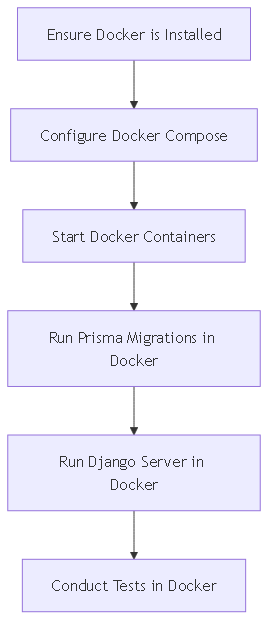 Ensure Docker is Installed
Configure Docker Compose
Start Docker Containers
Run Prisma Migrations in
Docker
Run Django Server in
Docker
Conduct Tests in Docker